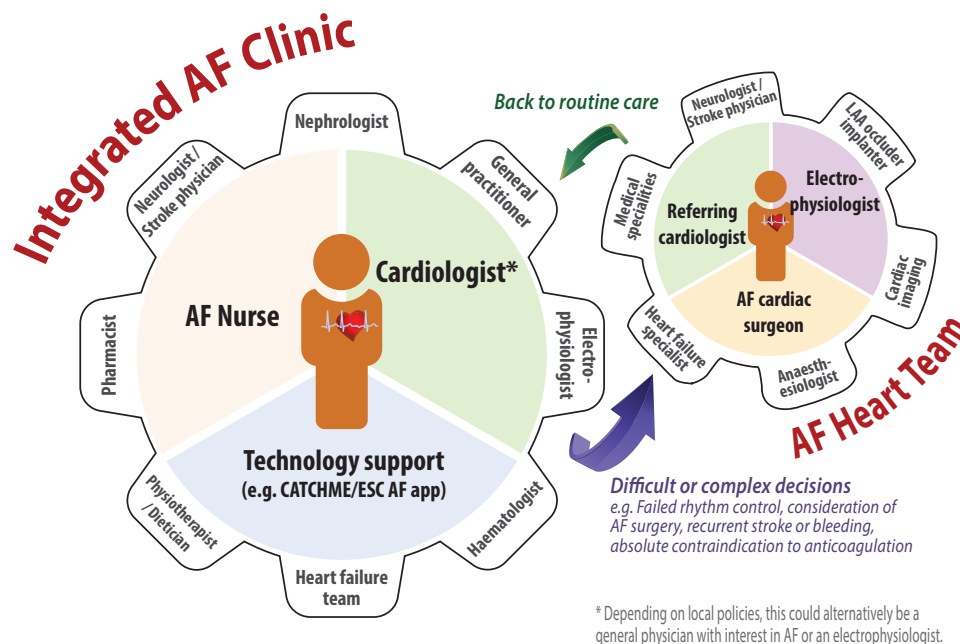 Integrated AF Clinic
Nephrologist
General
practitioner
Electro-
physiologist
Haematologist
Heart failure
team
Physiotherapist
/ Dietician
Pharmacist
Neurologist /
Stroke physician
AF Nurse
Cardiologist*
Technology support
(e.g. CATCHME/ESC AF app)
Back to routine care
Neurologist /
Stroke physician
LAA occluder
implanter
Cardiac
imaging
Anaesth-
esiologist
Heart failure
specialist
Medical
specialities
Referring
cardiologist
Electro-
physiologist
AF cardiac
surgeon
AF Heart Team
Difficult or complex decisions
e.g. Failed rhythm control, consideration of
AF surgery, recurrent stroke or bleeding,
absolute contraindication to anticoagulation
* Depending on local policies, this could alternatively be a
general physician with interest in AF or an electrophysiologist.